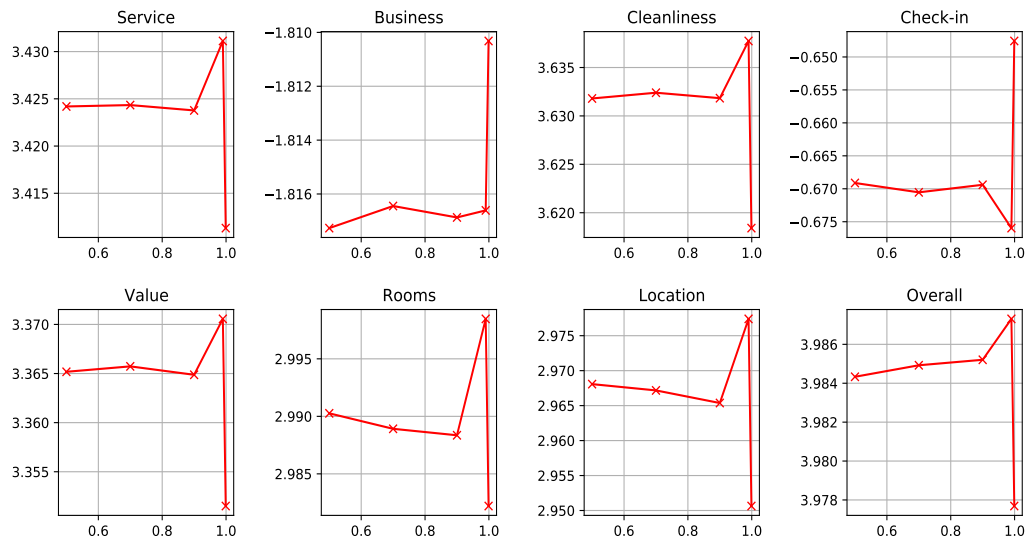 Service
3.430
3.425
3.420
3.415
0.6 0.8 1.0
Business
−1.810
−1.812
−1.814
−1.816
0.6 0.8 1.0
Cleanliness
3.635
3.630
3.625
3.620
0.6 0.8 1.0
Check-in
−0.650
−0.655
−0.660
−0.665
−0.670
−0.675
0.6 0.8 1.0
Value
3.370
3.365
3.360
3.355
0.6 0.8 1.0
Rooms
2.995
2.990
2.985
0.6 0.8 1.0
Location
2.975
2.970
2.965
2.960
2.955
2.950
0.6 0.8 1.0
Overall
3.986
3.984
3.982
3.980
3.978
0.6 0.8 1.0